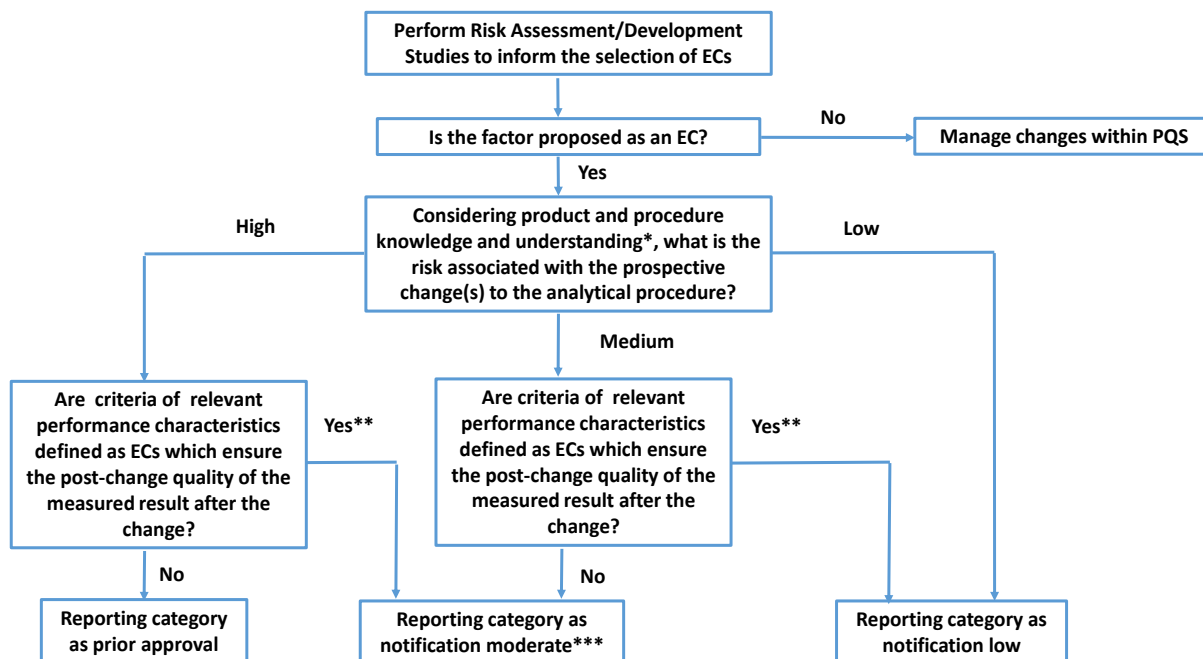 Perform Risk Assessment/Development
Studies to inform the selection of ECs
Is the factor proposed as an EC?
No
Manage changes within PQS
Yes
Considering product and procedure
knowledge and understanding*, what is the
risk associated with the prospective
change(s) to the analytical procedure?
High
Low
Medium
Are criteria of relevant
performance characteristics
defined as ECs which ensure
the post-change quality of the
measured result after the
change?
Yes**
Are criteria of relevant
performance characteristics
defined as ECs which ensure
the post-change quality of the
measured result after the
change?
Yes**
No
No
Reporting category
as prior approval
Reporting category as
notification moderate***
Reporting category as
notification low